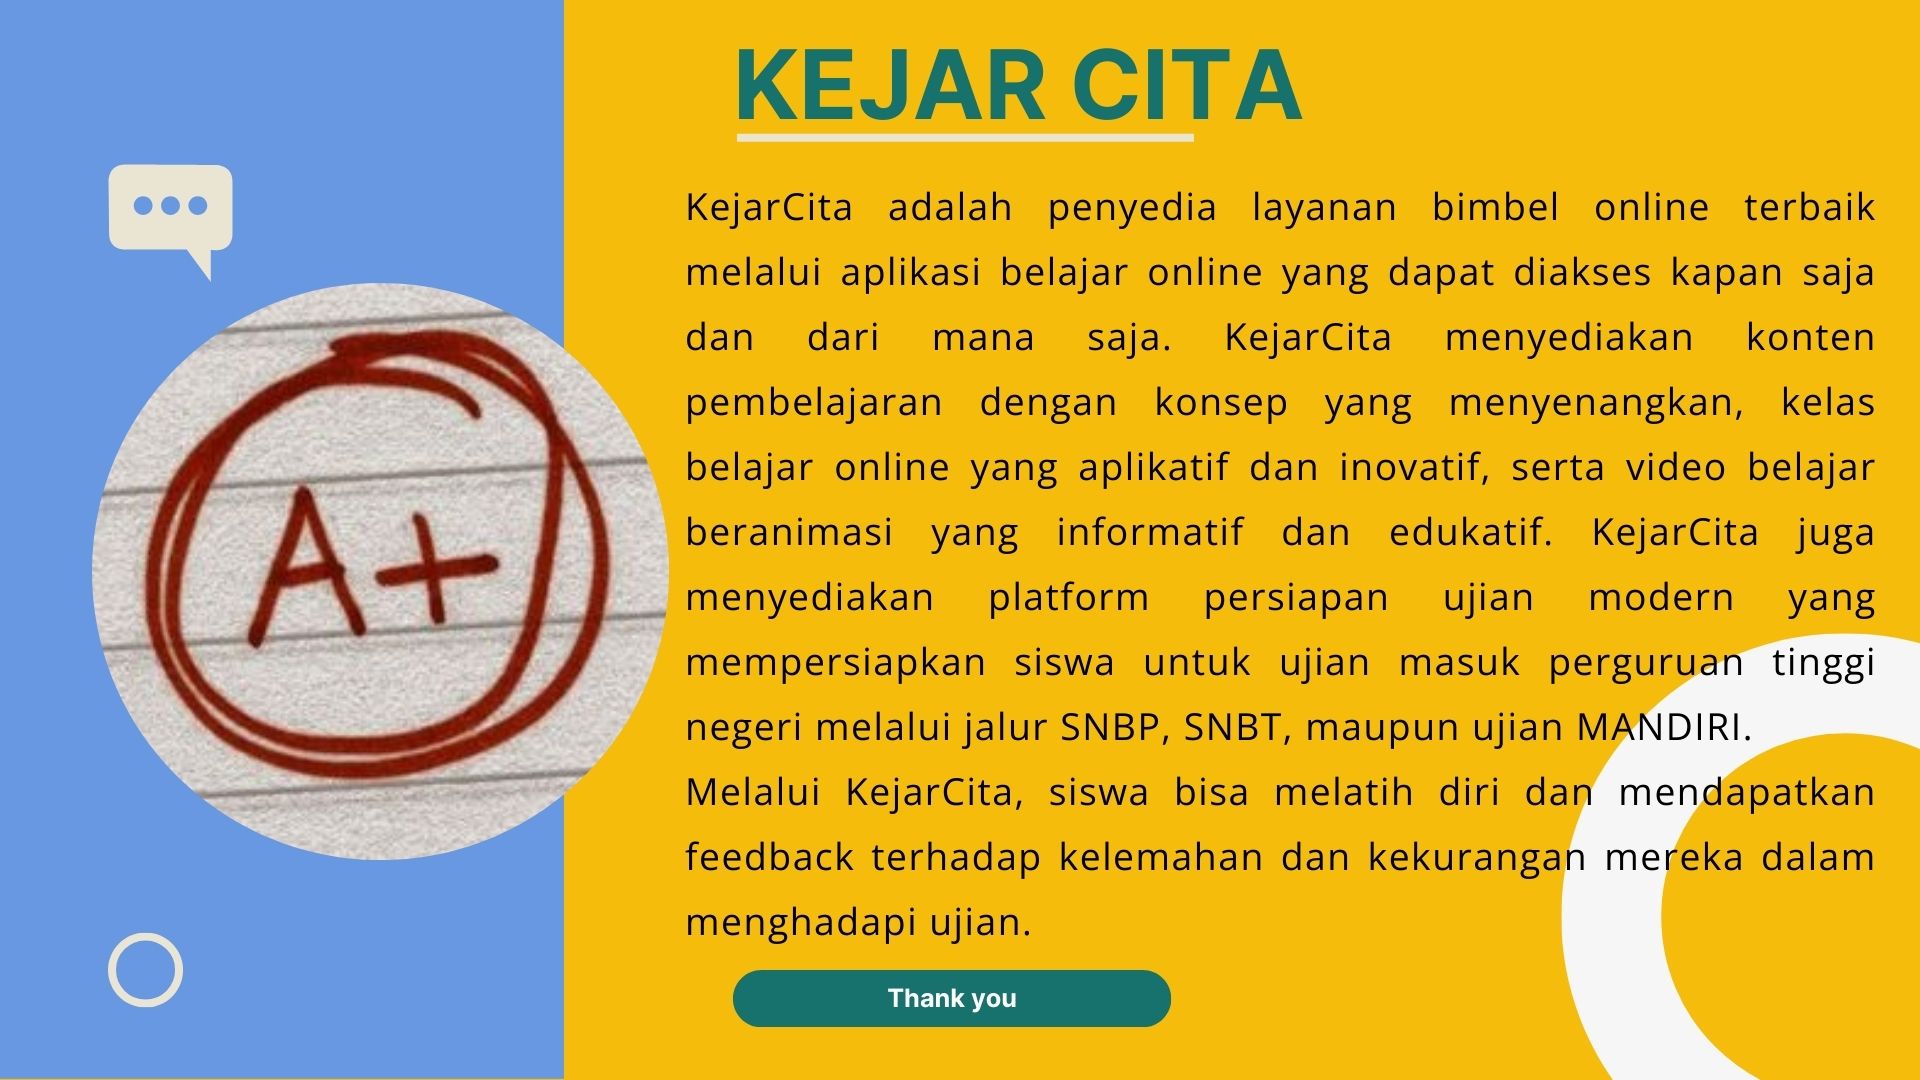 KEJAR CITA
KejarCita adalah penyedia layanan bimbel online terbaik
melalui aplikasi belajar online yang dapat diakses kapan saja
dan dari mana saja. KejarCita menyediakan konten
pembelajaran dengan konsep yang menyenangkan, kelas
belajar online yang aplikatif dan inovatif, serta video belajar
beranimasi yang informatif dan edukatif. KejarCita juga
menyediakan platform persiapan ujian modern yang
mempersiapkan siswa untuk ujian masuk perguruan tinggi
negeri melalui jalur SNBP, SNBT, maupun ujian MANDIRI.
Melalui KejarCita, siswa bisa melatih diri dan mendapatkan
feedback terhadap kelemahan dan kekurangan mereka dalam
menghadapi ujian.
A+
Thank you